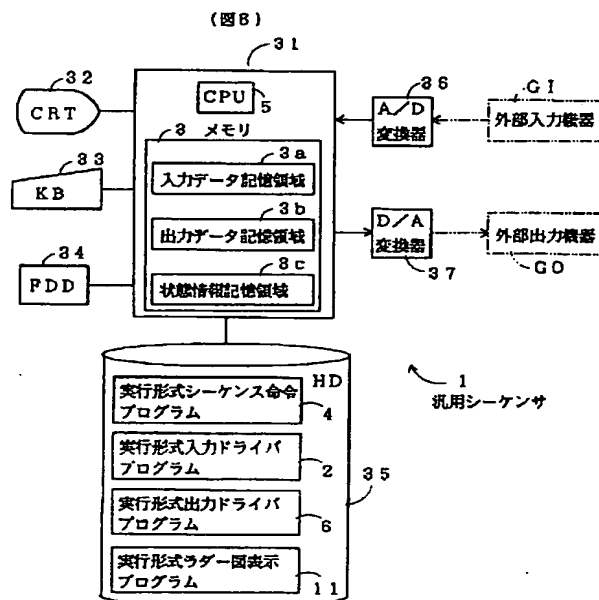 (図8)
31
32
CRT
33
KB
34
FDD
CPU
5
3 メモリ
3a
入力データ記憶領域
3b
出力データ記憶領域
3c
状態情報記憶領域
36
A/D
変換器
GI
外部入力機器
D/A
変換器
37
外部出力機器
GO
HD
実行形式シーケンス命令
プログラム
4
実行形式入力ドライバ
プログラム
2
実行形式出力ドライバ
プログラム
6
実行形式ラダー図表示
プログラム
11
35
1
汎用シーケンサ